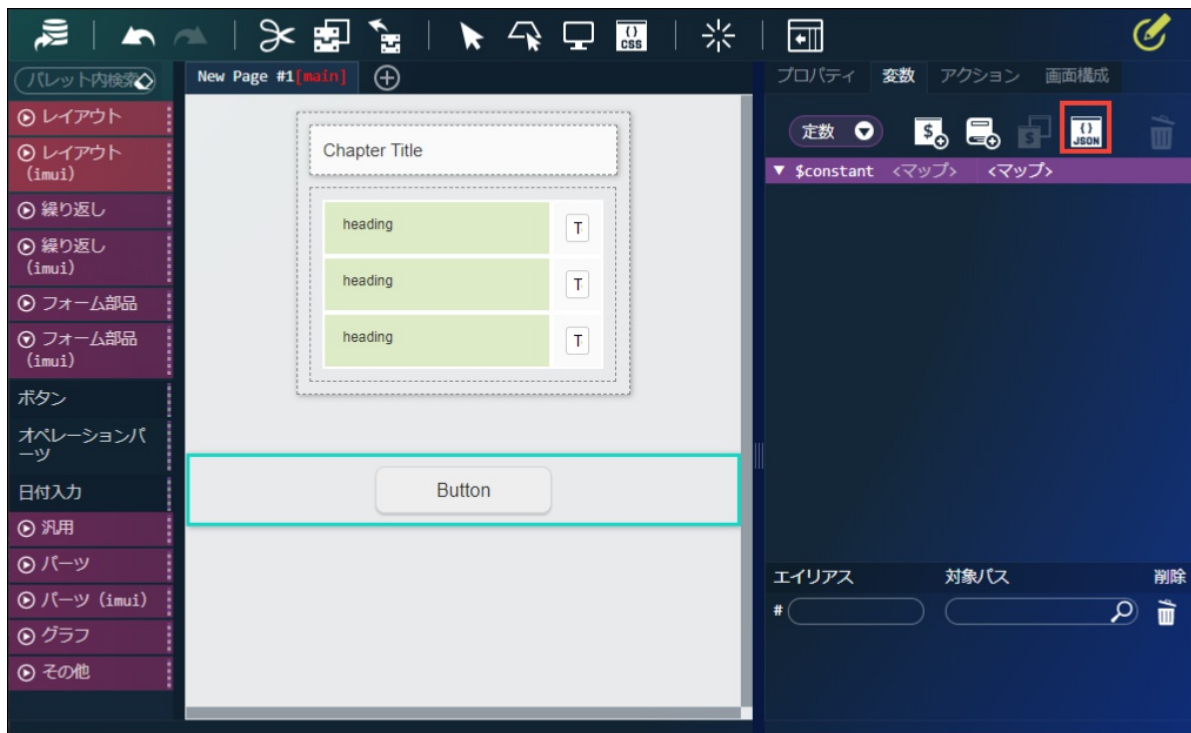 {} CSS
パレット内検索
New Page #1[main]
プロパティ 変数 アクション 画面構成
レイアウト
レイアウト
(imui)
繰り返し
繰り返し
(imui)
フォーム部品
フォーム部品
(imui)
ボタン
オペレーションパ
ーツ
日付入力
汎用
パーツ
パーツ (imui)
グラフ
その他
Chapter Title
heading T
heading T
heading T
Button
定数 $ $ {} JSON
$constant <マップ> <マップ>
エイリアス 対象パス 削除
#